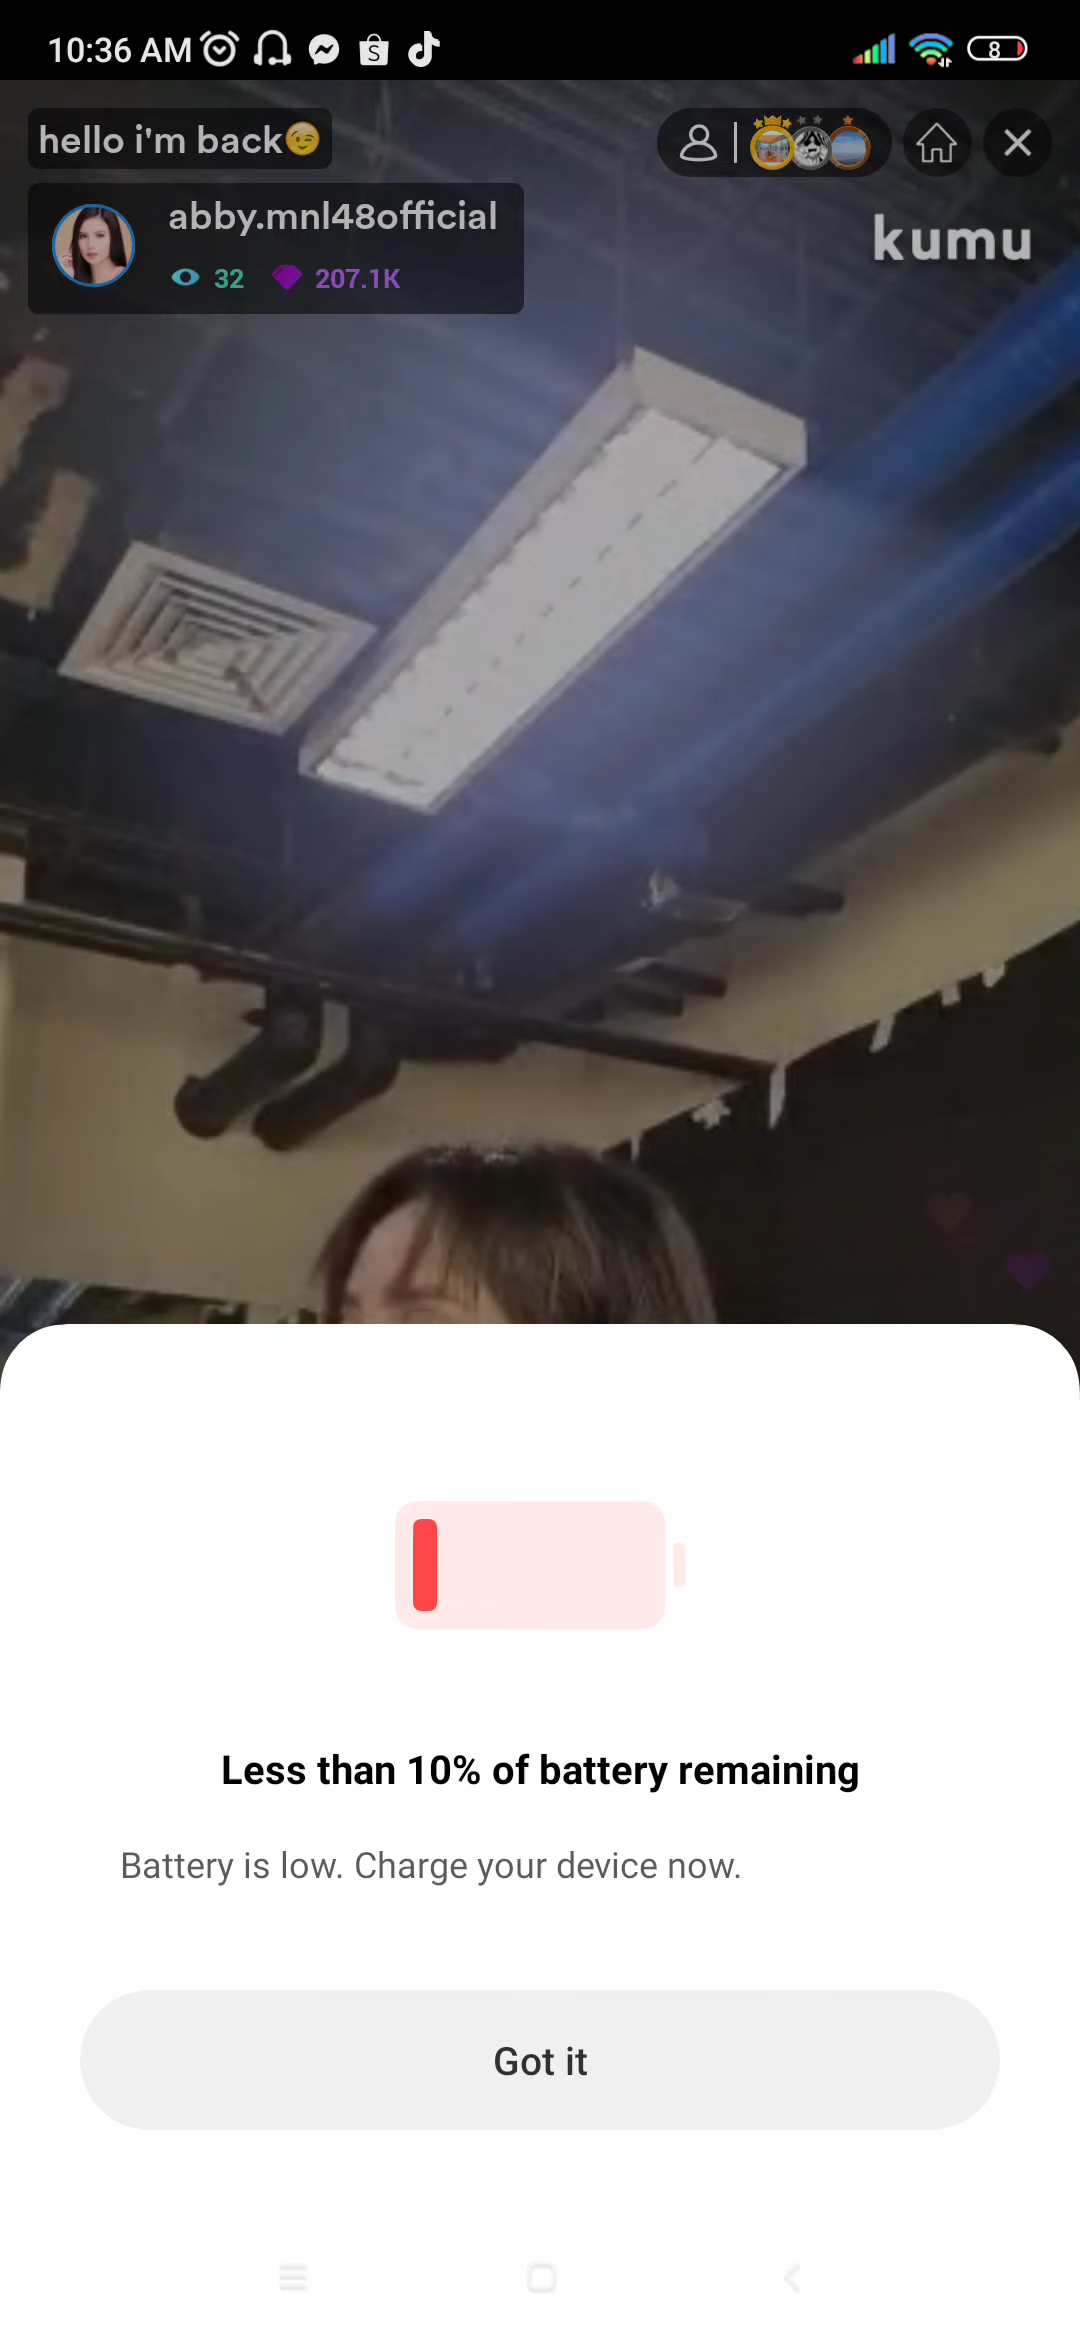 10:36 AM
8
hello i'm back😉
abby.mnl48official
32 207.1K
kumu
Less than 10% of battery remaining
Battery is low. Charge your device now.
Got it